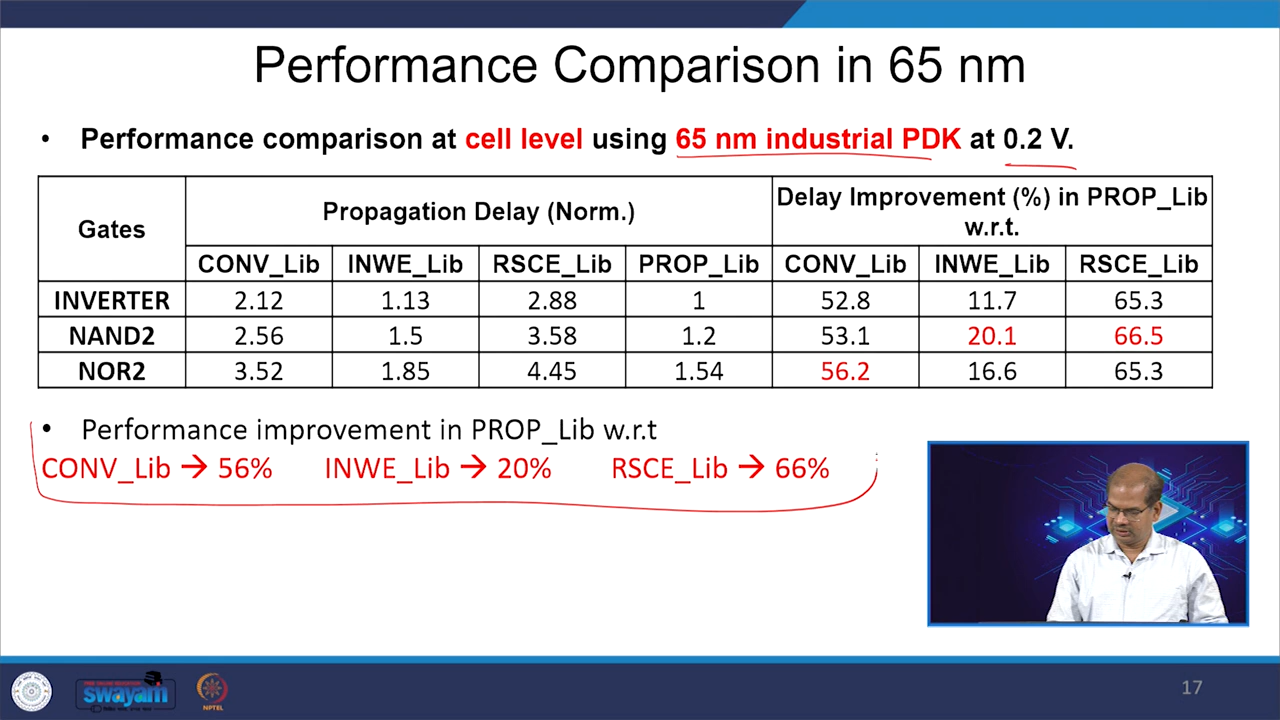 Performance Comparison in 65 nm
• Performance comparison at cell level using 65 nm industrial PDK at 0.2 V.
Gates Propagation Delay (Norm.) Delay Improvement (%) in PROP_Lib w.r.t.
CONV_Lib INWE_Lib RSCE_Lib PROP_Lib CONV_Lib INWE_Lib RSCE_Lib
INVERTER 2.12 1.13 2.88 1 52.8 11.7 65.3
NAND2 2.56 1.5 3.58 1.2 53.1 20.1 66.5
NOR2 3.52 1.85 4.45 1.54 56.2 16.6 65.3
• Performance improvement in PROP_Lib w.r.t
CONV_Lib → 56% INWE_Lib → 20% RSCE_Lib → 66%
swayam
NPTEL
17